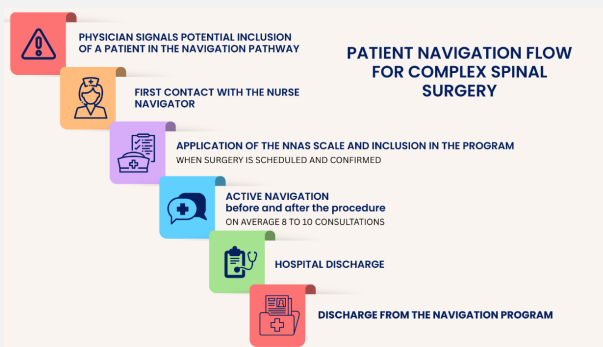 PHYSICIAN SIGNALS POTENTIAL INCLUSION
OF A PATIENT IN THE NAVIGATION PATHWAY
PATIENT NAVIGATION FLOW
FOR COMPLEX SPINAL
SURGERY
FIRST CONTACT WITH THE NURSE
NAVIGATOR
APPLICATION OF THE NNAS SCALE AND INCLUSION IN THE PROGRAM
WHEN SURGERY IS SCHEDULED AND CONFIRMED
ACTIVE NAVIGATION
before and after the procedure
ON AVERAGE 8 TO 10 CONSULTATIONS
HOSPITAL DISCHARGE
DISCHARGE FROM THE NAVIGATION PROGRAM